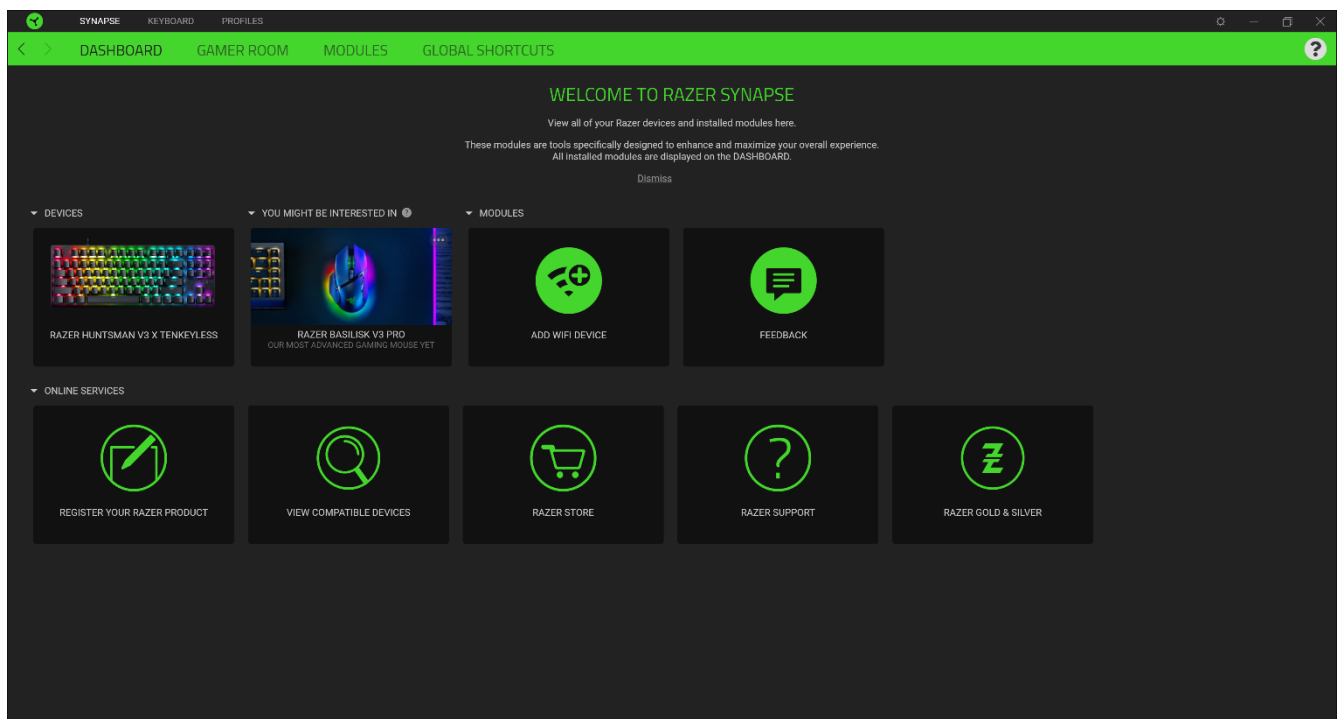 SYNAPSE KEYBOARD PROFILES
DASHBOARD GAMER ROOM MODULES GLOBAL SHORTCUTS ?
WELCOME TO RAZER SYNAPSE
View all of your Razer devices and installed modules here.
These modules are tools specifically designed to enhance and maximize your overall experience.
All installed modules are displayed on the DASHBOARD.
Dismiss
DEVICES
YOU MIGHT BE INTERESTED IN ?
MODULES
RAZER HUNTSMAN V3 X TENKEYLESS
RAZER BASILISK V3 PRO
OUR MOST ADVANCED GAMING MOUSE YET
ADD WIFI DEVICE
FEEDBACK
ONLINE SERVICES
REGISTER YOUR RAZER PRODUCT
VIEW COMPATIBLE DEVICES
RAZER STORE
RAZER SUPPORT
RAZER GOLD & SILVER